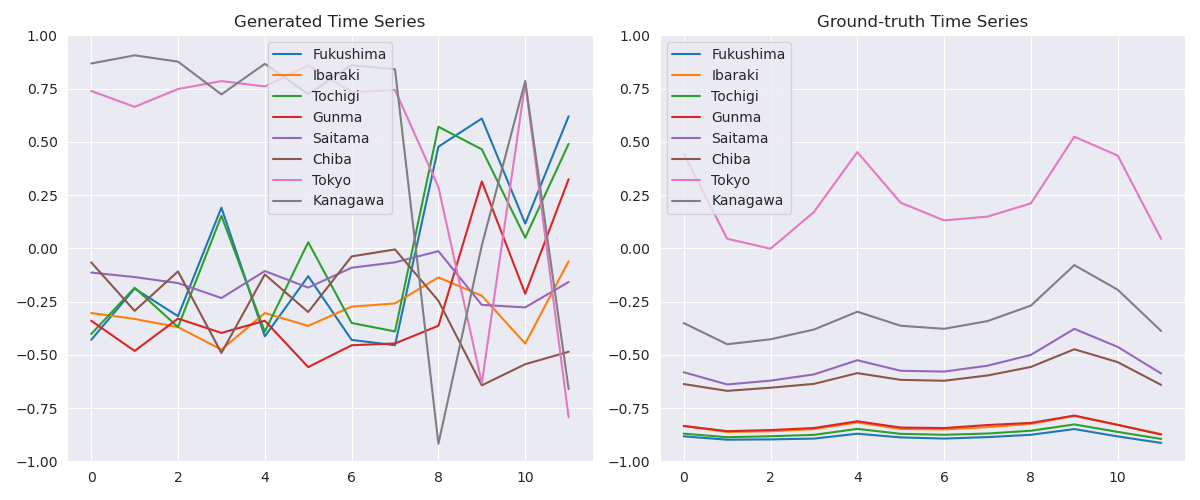 Generated Time Series
1.00
0.75
0.50
0.25
0.00
−0.25
−0.50
−0.75
−1.00
0 2 4 6 8 10
Fukushima
Ibaraki
Tochigi
Gunma
Saitama
Chiba
Tokyo
Kanagawa
Ground-truth Time Series
1.00
0.75
0.50
0.25
0.00
−0.25
−0.50
−0.75
−1.00
0 2 4 6 8 10
Fukushima
Ibaraki
Tochigi
Gunma
Saitama
Chiba
Tokyo
Kanagawa